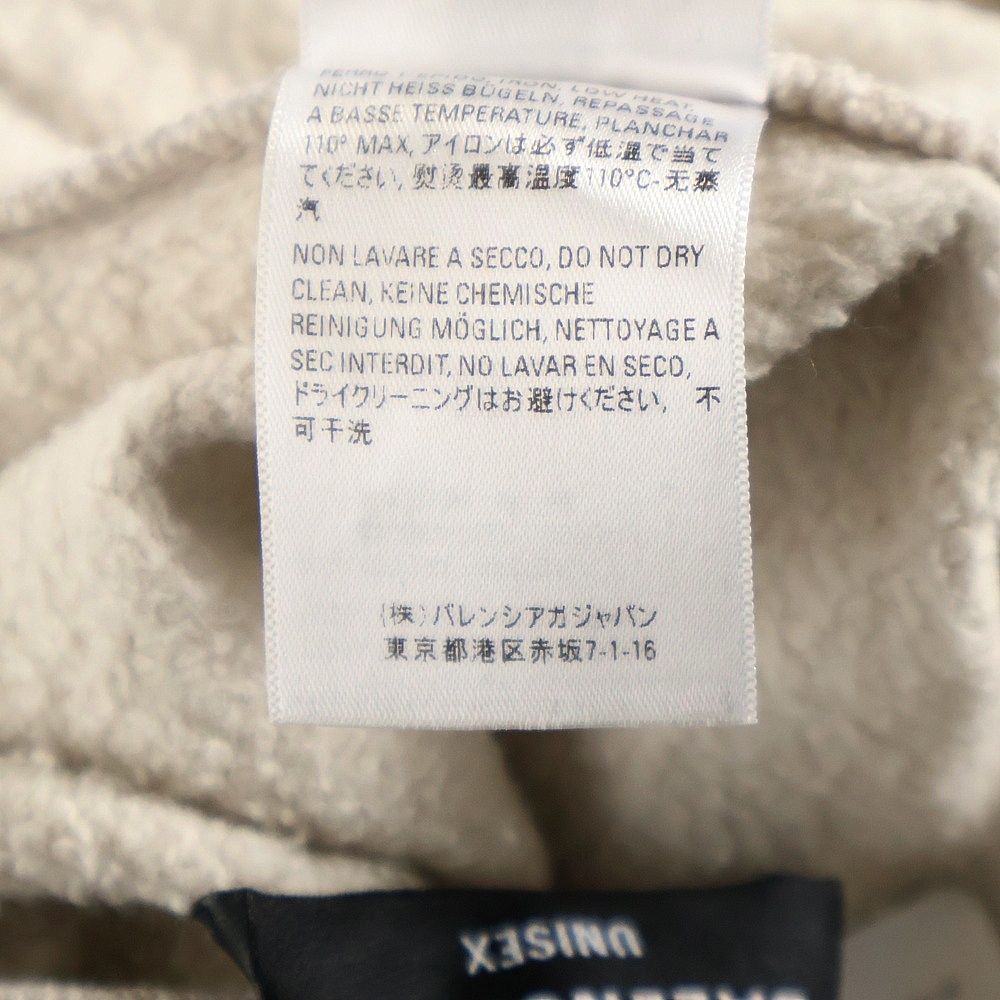 FERRO TIEPIDO, IRON, LOW HEAT,
NICHT HEISS BÜGELN, REPASSAGE
A BASSE TEMPERATURE, PLANCHAR
110° MAX, アイロンは必ず低温で当て
てください, 熨烫最高温度110°C-无蒸
汽
NON LAVARE A SECCO, DO NOT DRY
CLEAN, KEINE CHEMISCHE
REINIGUNG MÖGLICH, NETTOYAGE A
SEC INTERDIT, NO LAVAR EN SECO,
ドライクリーニングはお避けください, 不
可干洗
(株)バレンシアガジャパン
東京都港区赤坂7-1-16
UNISEX